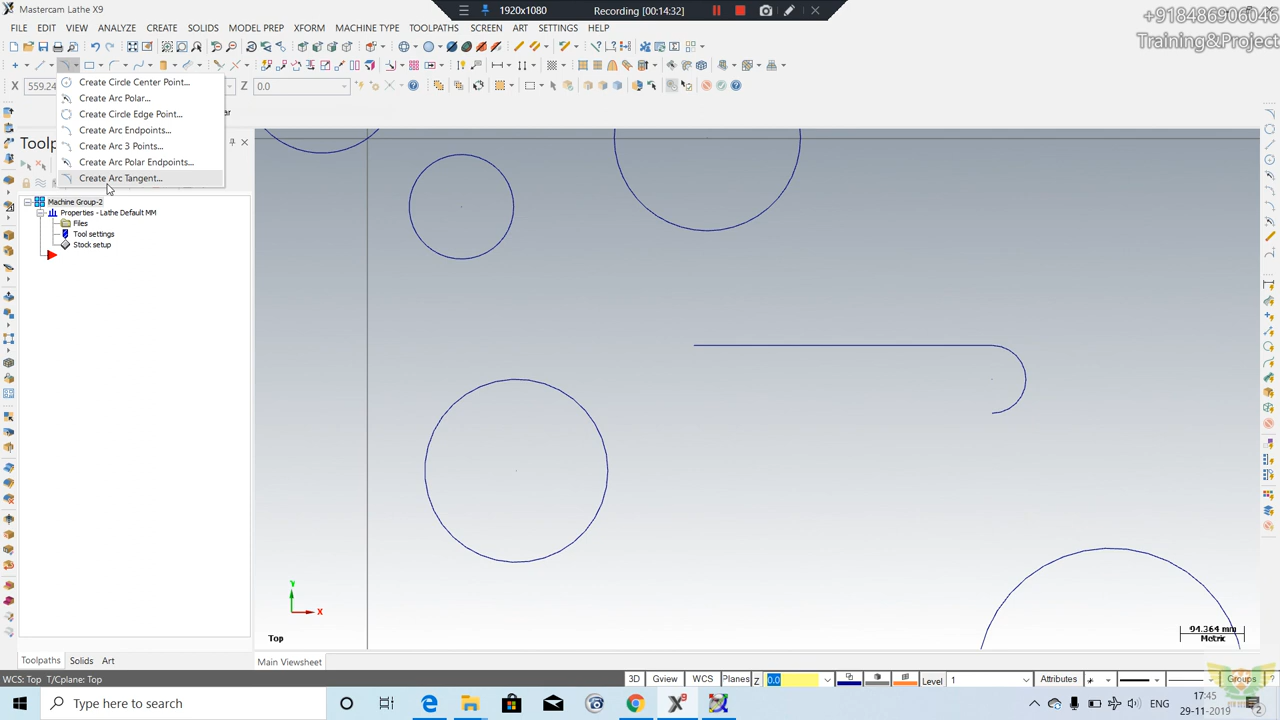 Mastercam Lathe X9
1920x1080
Recording [00:14:32]
+918486906046
Training&Project
FILE EDIT VIEW ANALYZE CREATE SOLIDS MODEL PREP XFORM MACHINE TYPE TOOLPATHS SCREEN ART SETTINGS HELP
X 559.24 Z 0.0
Create Circle Center Point...
Create Arc Polar...
Create Circle Edge Point...
Create Arc Endpoints...
Create Arc 3 Points...
Create Arc Polar Endpoints...
Create Arc Tangent...
ar
Toolp
Machine Group-2
Properties - Lathe Default MM
Files
Tool settings
Stock setup
Y
X
Top
94.364 mm
Metric
Toolpaths Solids Art
Main Viewsheet
WCS: Top T/Cplane: Top
3D Gview WCS Planes Z 0.0 Level 1 Attributes Groups ?
Type here to search
17:45
29-11-2019
2